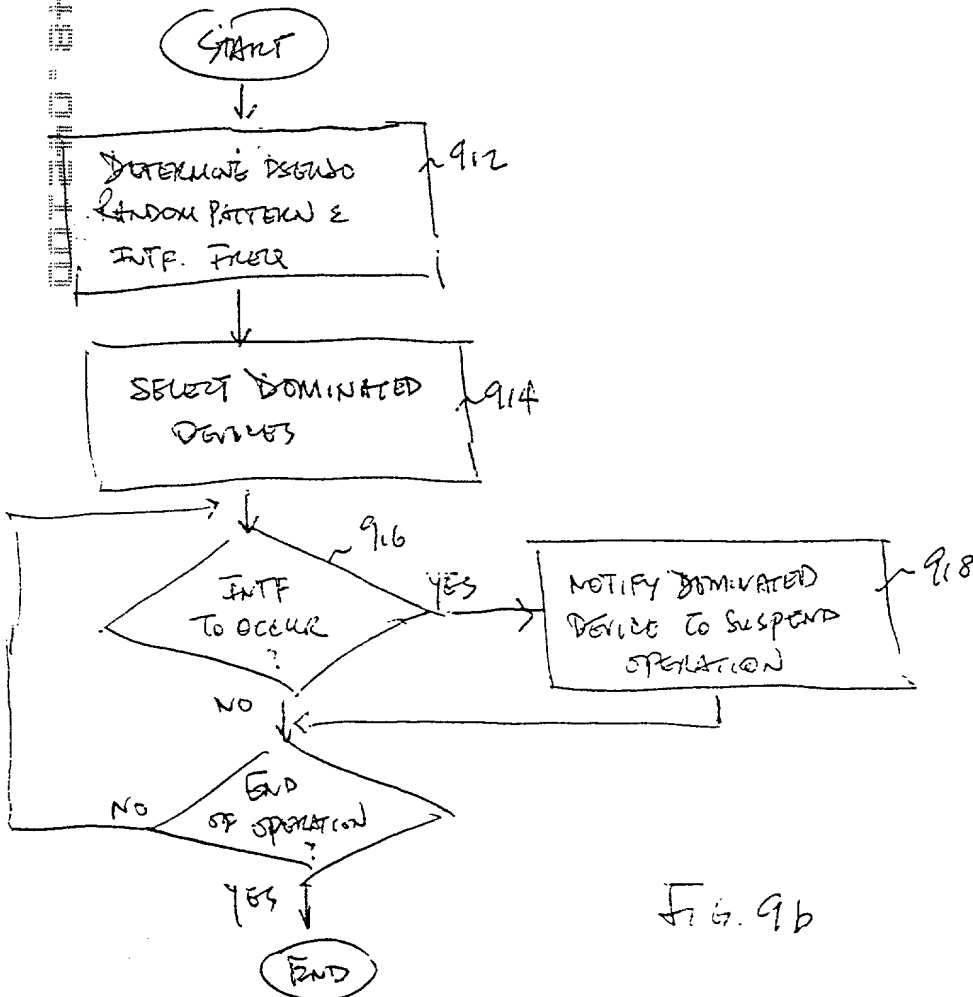 START
DETERMINE PSEUDO
RANDOM PATTERN &
INTF. FREQ
912
SELECT DOMINATED
DEVICES
914
INTF
TO OCCUR
?
916
YES
NOTIFY DOMINATED
DEVICE TO SUSPEND
OPERATION
918
NO
END
OF OPERATION
?
NO
YES
END
FIG. 9b